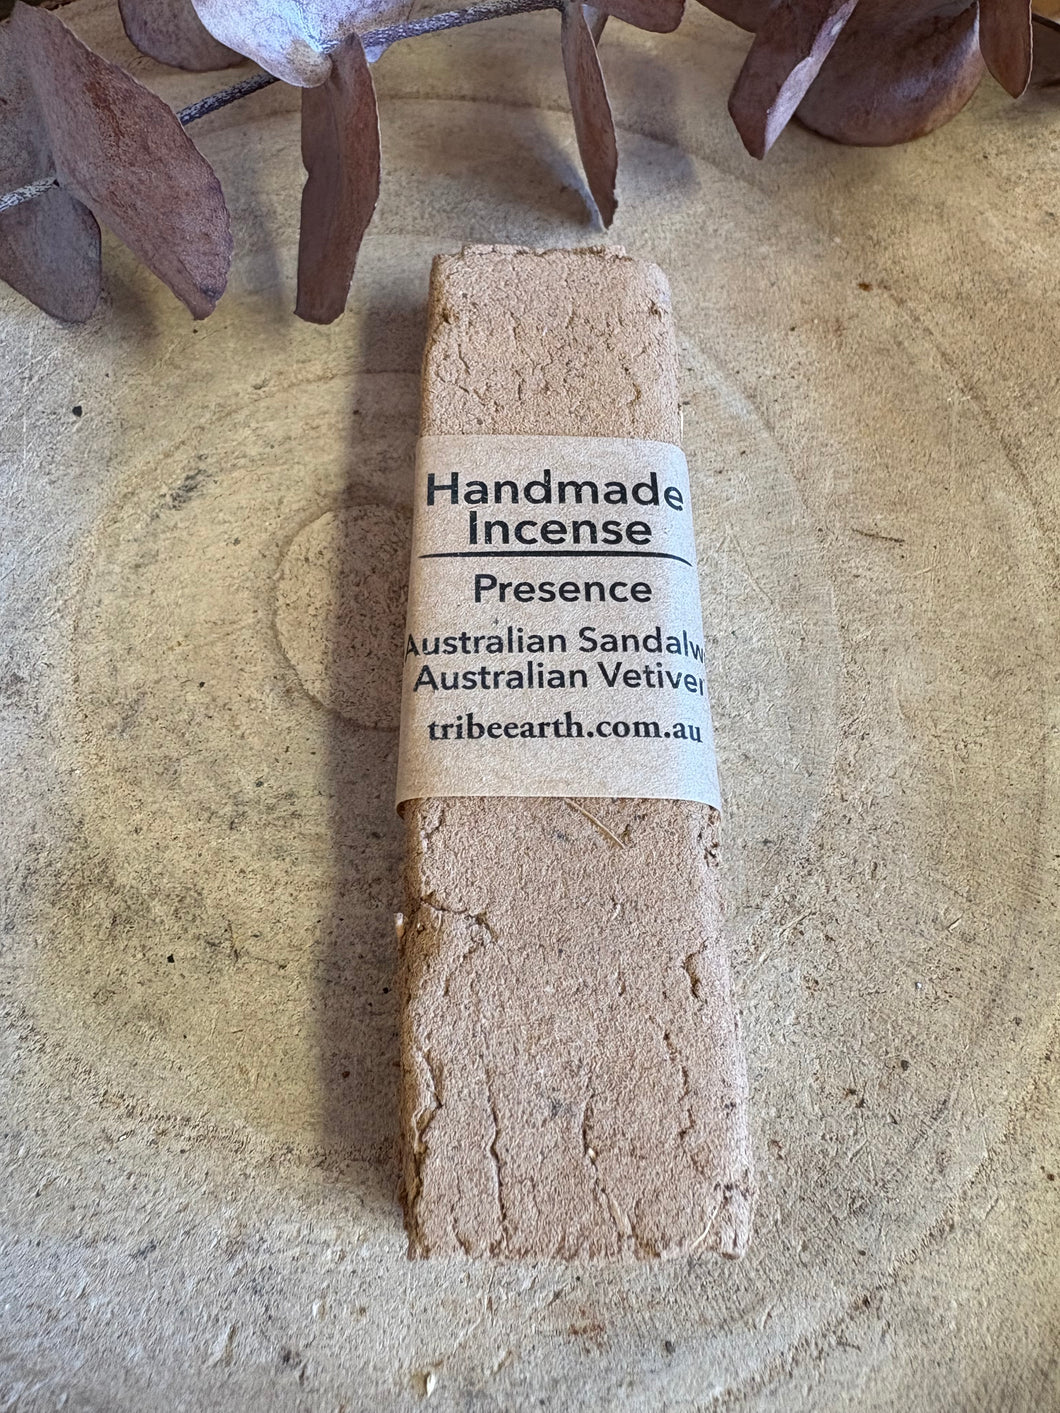 Handmade
Incense
Presence
Australian Sandalw
Australian Vetiver
tribeearth.com.au